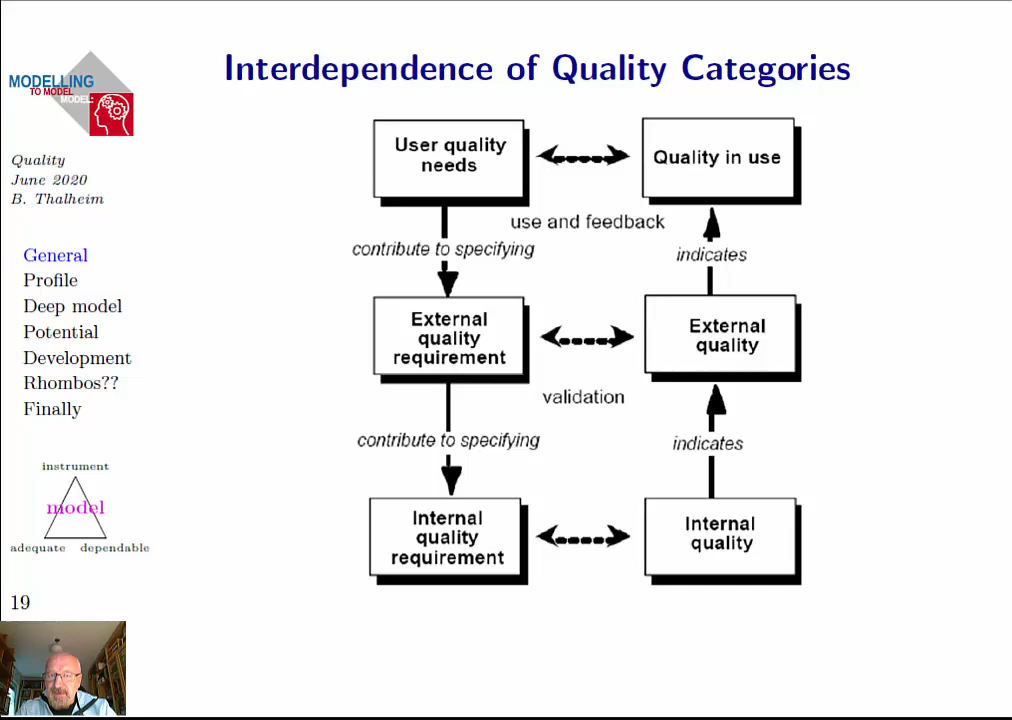 Interdependence of Quality Categories
MODELLING
TO MODEL
MODEL:
Quality
June 2020
B. Thalheim
General
Profile
Deep model
Potential
Development
Rhombos??
Finally
instrument
model
adequate dependable
19
User quality
needs
Quality in use
use and feedback
contribute to specifying
indicates
External
quality
requirement
External
quality
validation
contribute to specifying
indicates
Internal
quality
requirement
Internal
quality